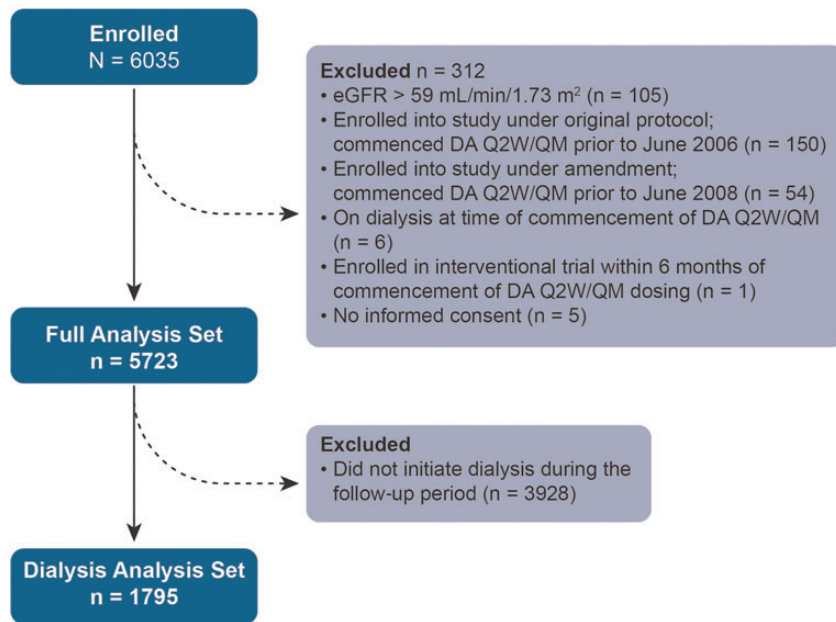 Enrolled
N = 6035
Excluded n = 312
• eGFR > 59 mL/min/1.73 m² (n = 105)
• Enrolled into study under original protocol;
commenced DA Q2W/QM prior to June 2006 (n = 150)
• Enrolled into study under amendment;
commenced DA Q2W/QM prior to June 2008 (n = 54)
• On dialysis at time of commencement of DA Q2W/QM
(n = 6)
• Enrolled in interventional trial within 6 months of
commencement of DA Q2W/QM dosing (n = 1)
• No informed consent (n = 5)
Full Analysis Set
n = 5723
Excluded
• Did not initiate dialysis during the
follow-up period (n = 3928)
Dialysis Analysis Set
n = 1795